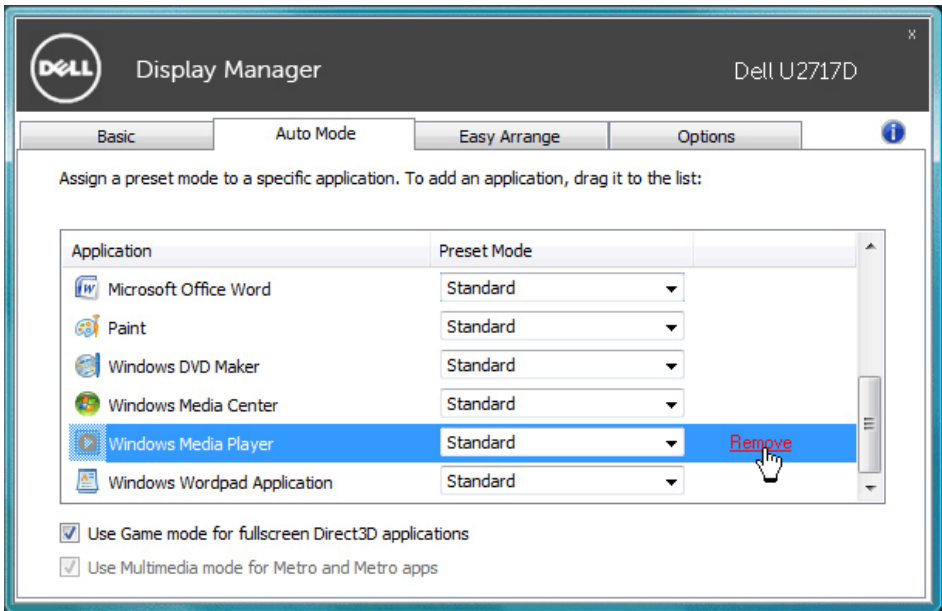 DELL Display Manager Dell U2717D x
Basic Auto Mode Easy Arrange Options i
Assign a preset mode to a specific application. To add an application, drag it to the list:
Application Preset Mode
W Microsoft Office Word Standard
Paint Standard
Windows DVD Maker Standard
Windows Media Center Standard
Windows Media Player Standard Remove
A Windows Wordpad Application Standard
Use Game mode for fullscreen Direct3D applications
Use Multimedia mode for Metro and Metro apps